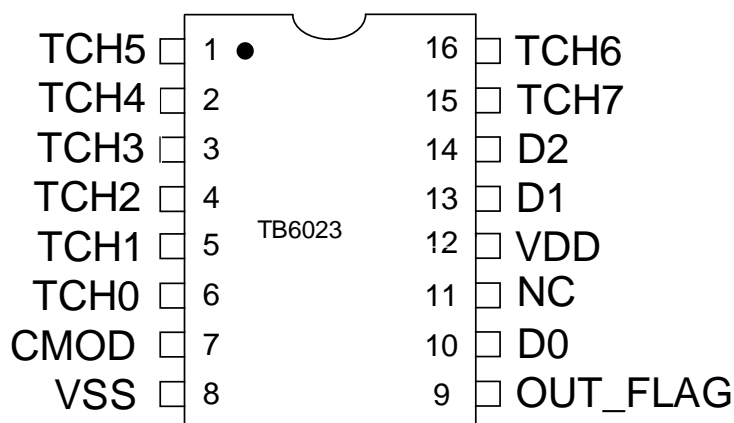 TCH5 1 16 TCH6
TCH4 2 15 TCH7
TCH3 3 14 D2
TCH2 4 13 D1
TCH1 5 TB6023 12 VDD
TCH0 6 11 NC
CMOD 7 10 D0
VSS 8 9 OUT_FLAG